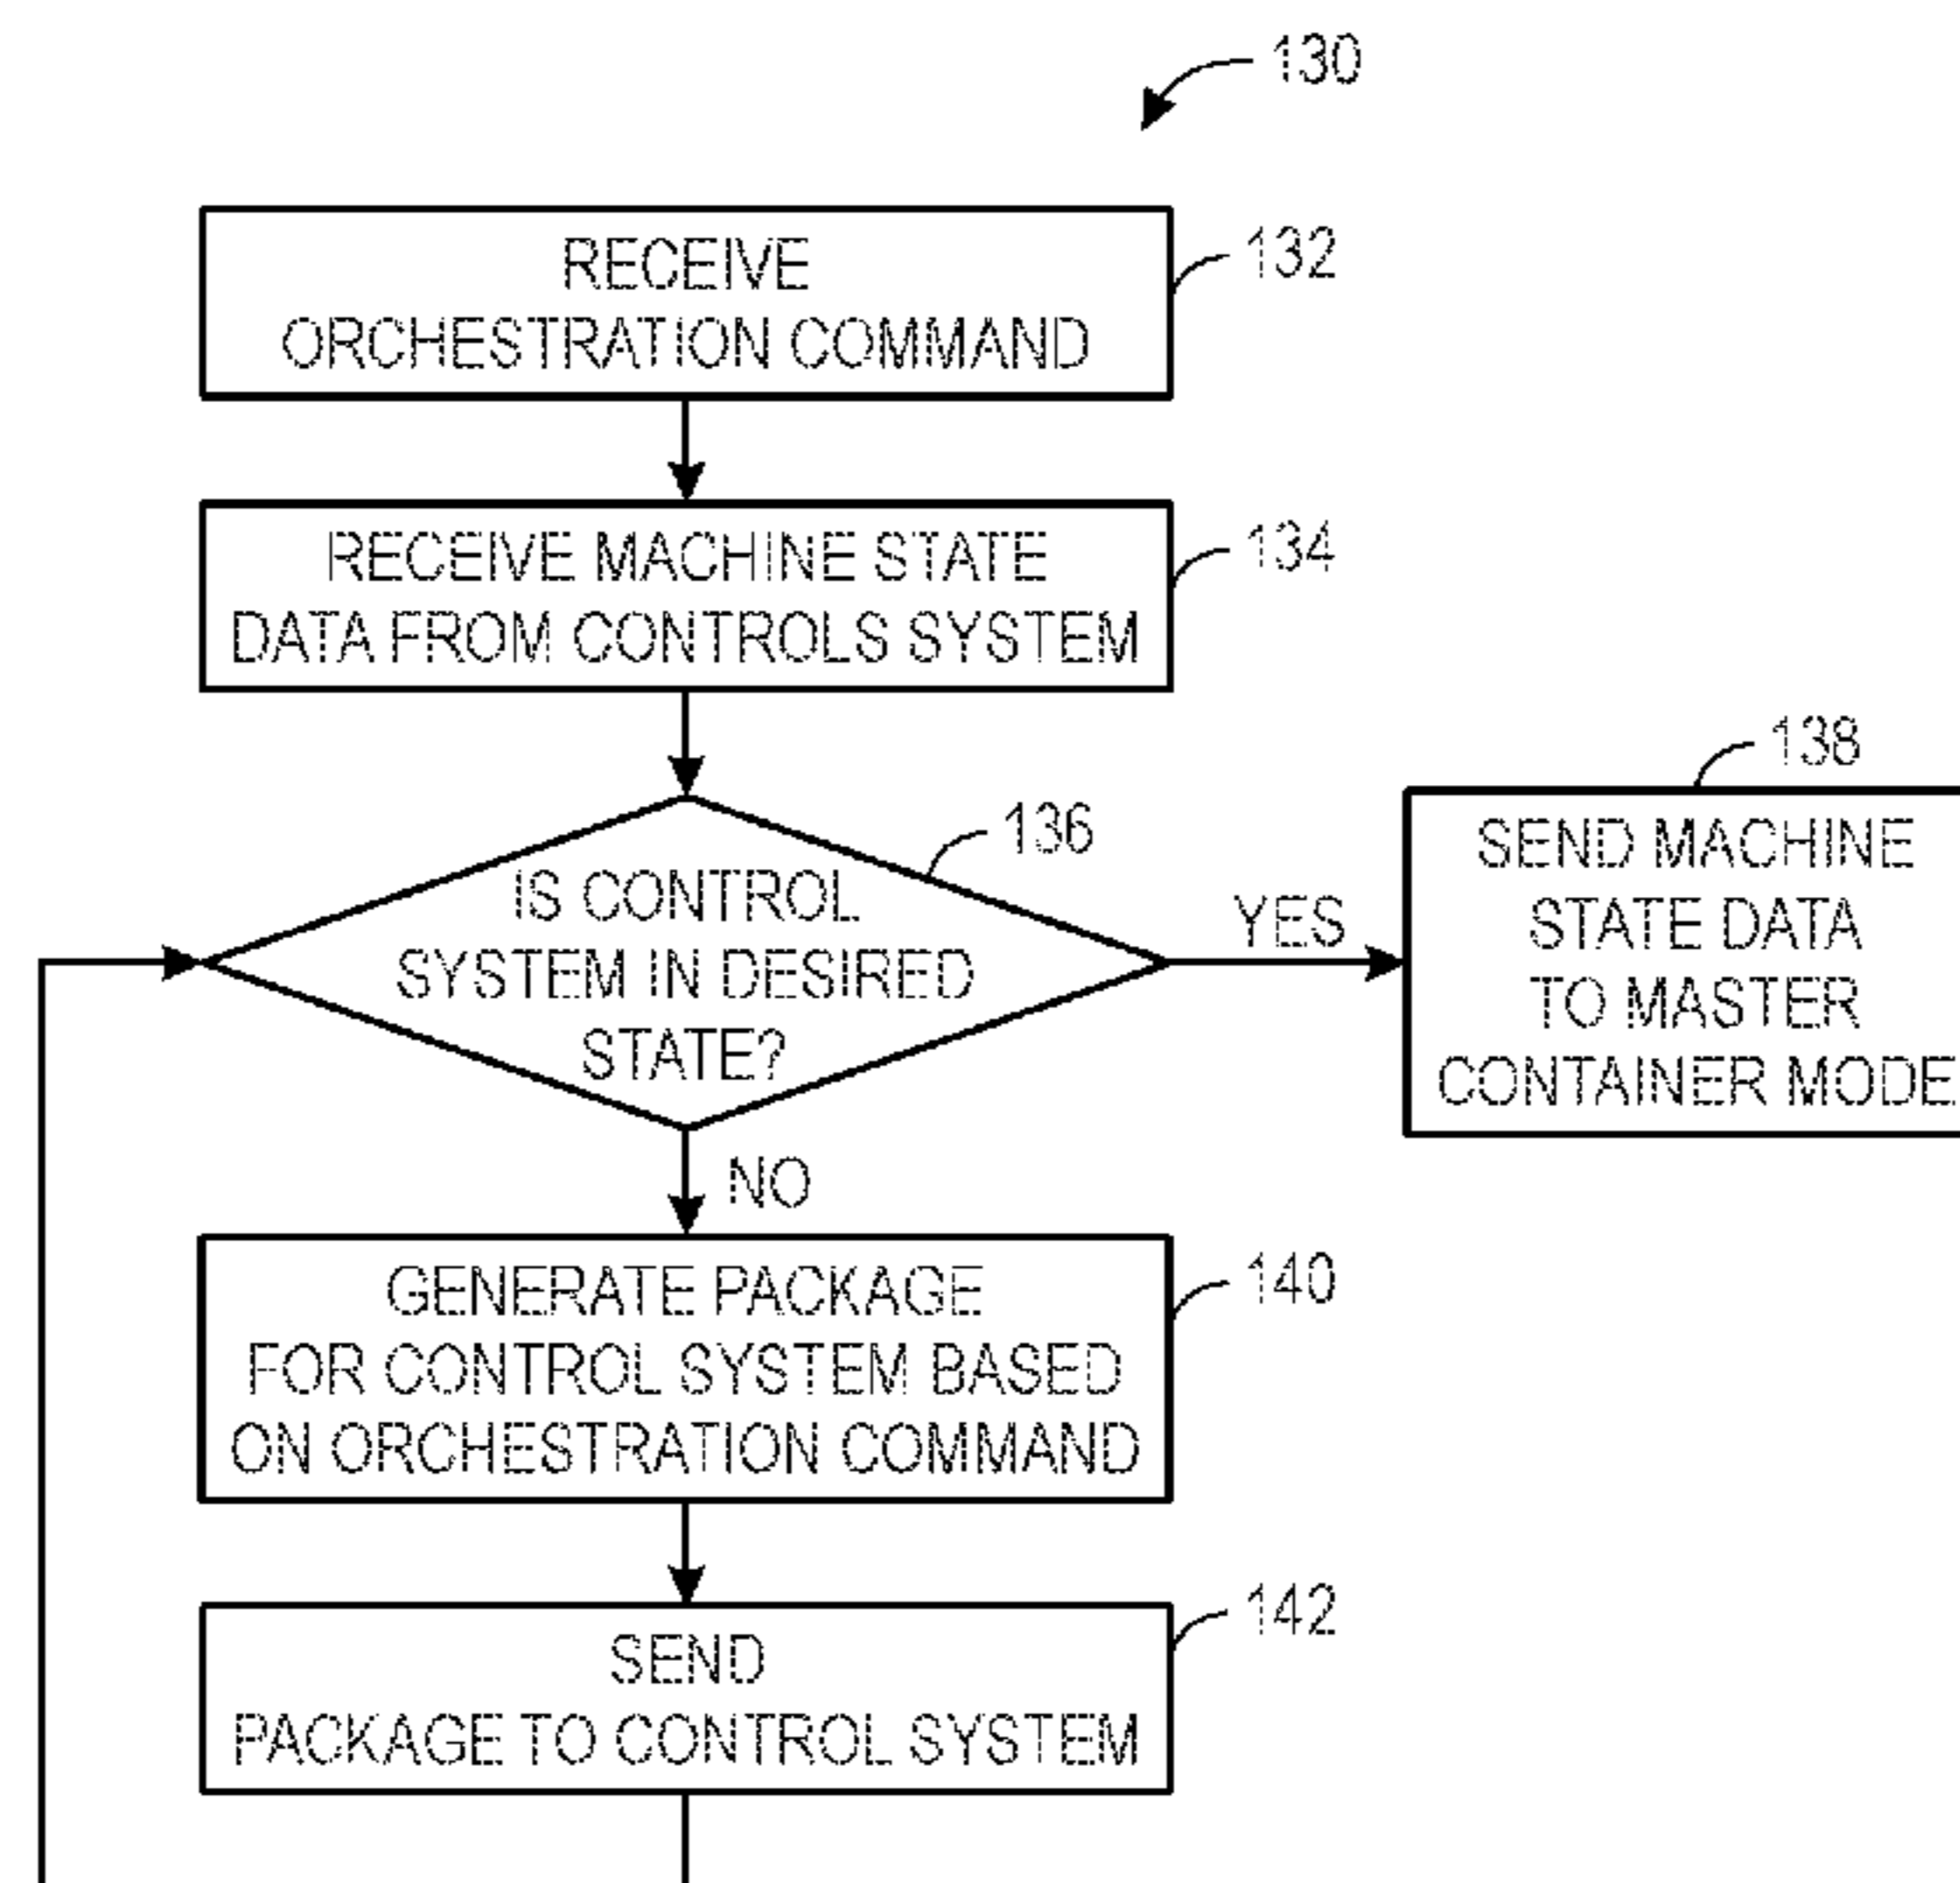 130
RECEIVE
ORCHESTRATION COMMAND
132
RECEIVE MACHINE STATE
DATA FROM CONTROLS SYSTEM
134
IS CONTROL
SYSTEM IN DESIRED
STATE?
136
YES
138
SEND MACHINE
STATE DATA
TO MASTER
CONTAINER MODE
NO
GENERATE PACKAGE
FOR CONTROL SYSTEM BASED
ON ORCHESTRATION COMMAND
140
SEND
PACKAGE TO CONTROL SYSTEM
142